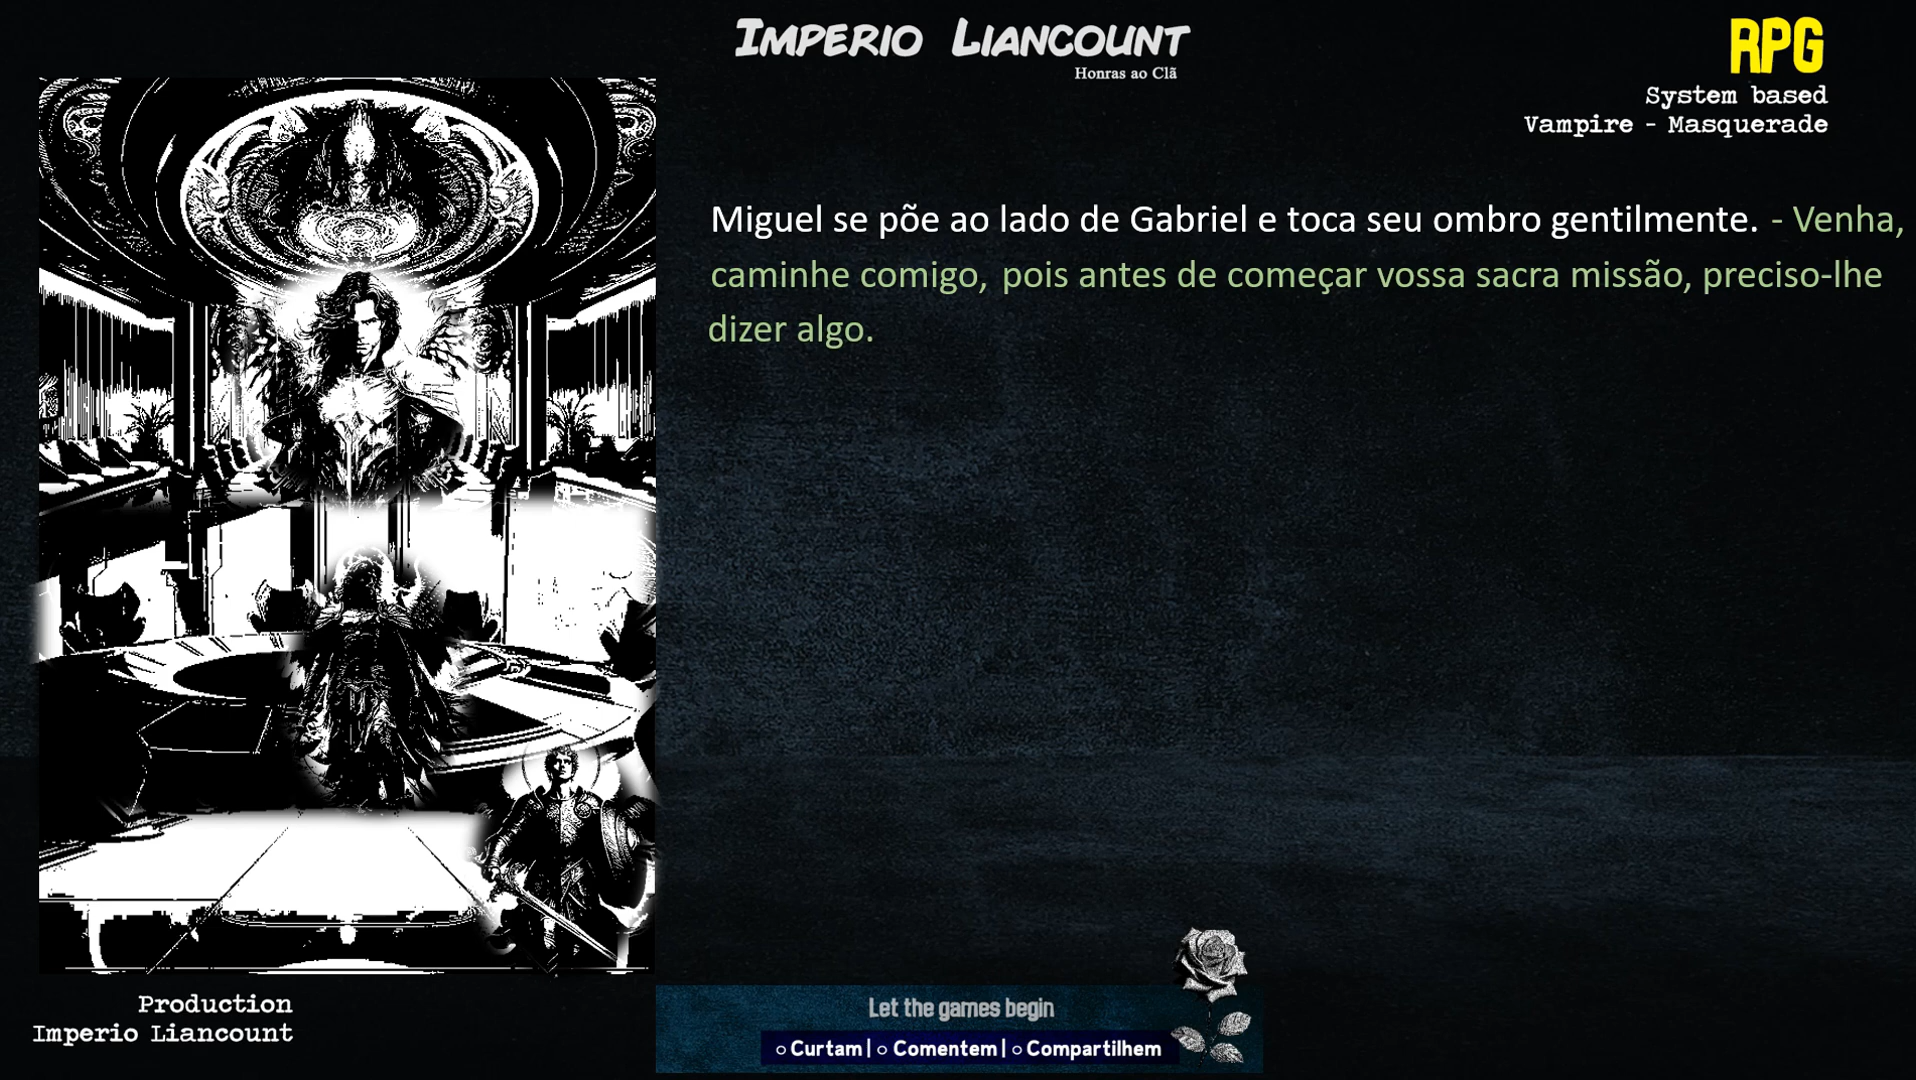 IMPERIO LIANCOUNT
Honras ao Clã
RPG
System based
Vampire - Masquerade
Miguel se põe ao lado de Gabriel e toca seu ombro gentilmente. - Venha,
caminhe comigo, pois antes de começar vossa sacra missão, preciso-lhe
dizer algo.
Production
Imperio Liancount
Let the games begin
○ Curtam | ○ Comentem | ○ Compartilhem